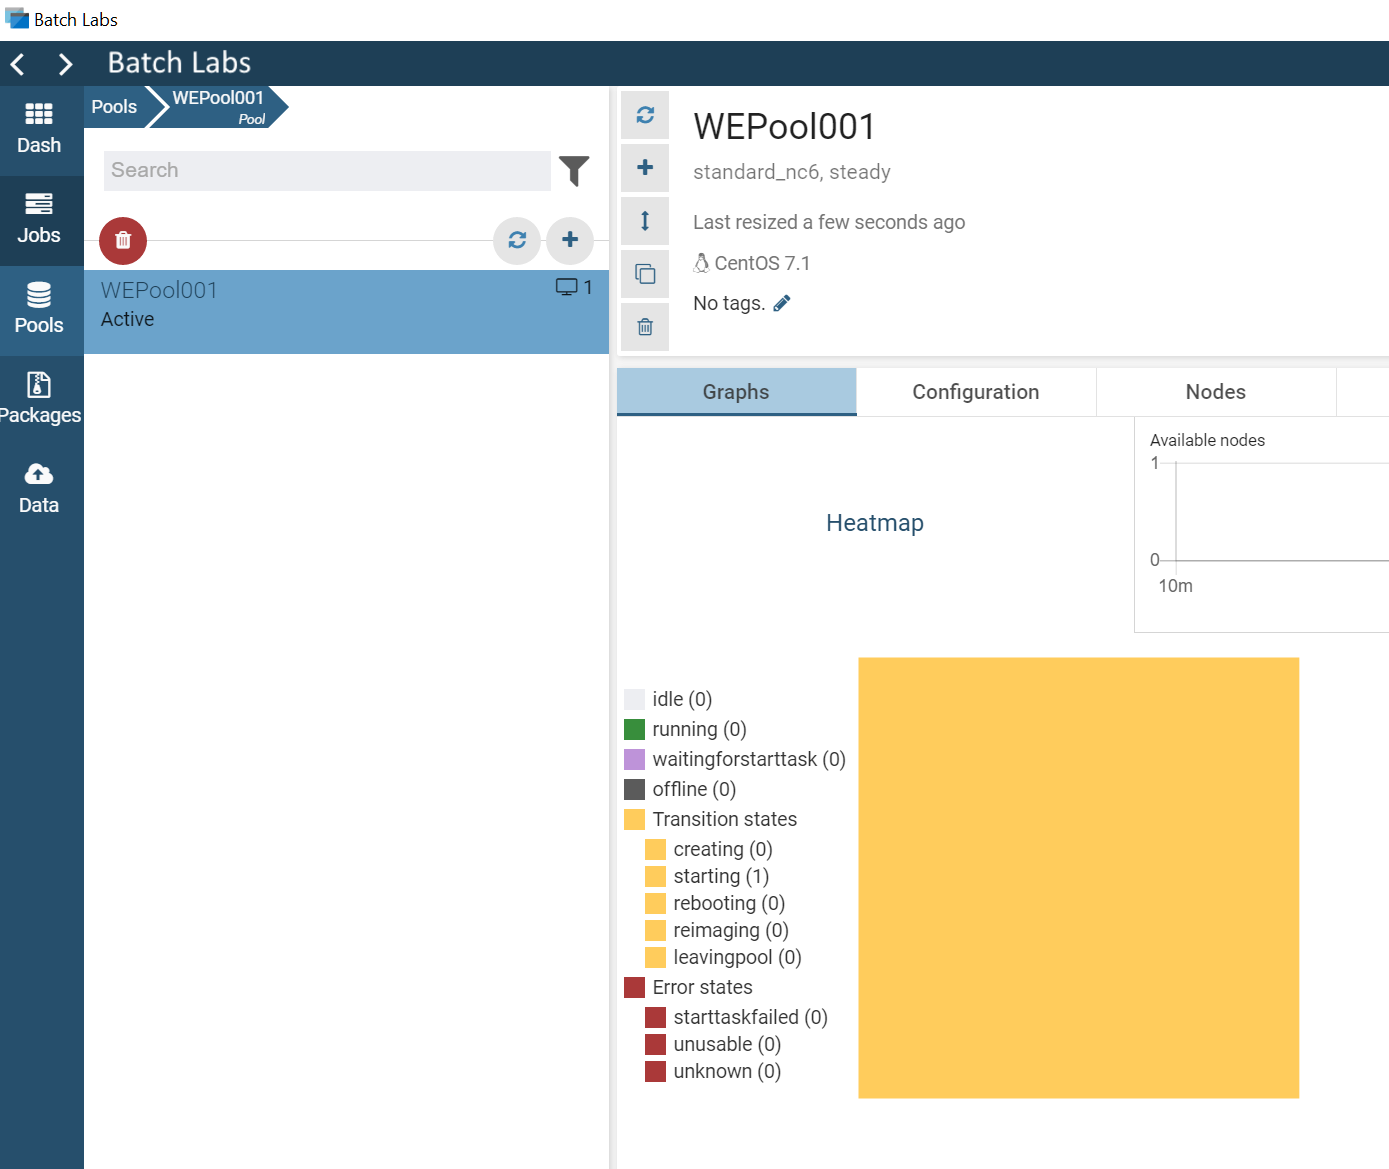 Batch Labs
Batch Labs
Dash
Jobs
Pools
Packages
Data
Pools
WEPool001
Pool
Search
WEPool001
1
Active
WEPool001
standard_nc6, steady
Last resized a few seconds ago
CentOS 7.1
No tags.
Graphs
Configuration
Nodes
Heatmap
Available nodes
1
0
10m
idle (0)
running (0)
waitingforstarttask (0)
offline (0)
Transition states
creating (0)
starting (1)
rebooting (0)
reimaging (0)
leavingpool (0)
Error states
starttaskfailed (0)
unusable (0)
unknown (0)